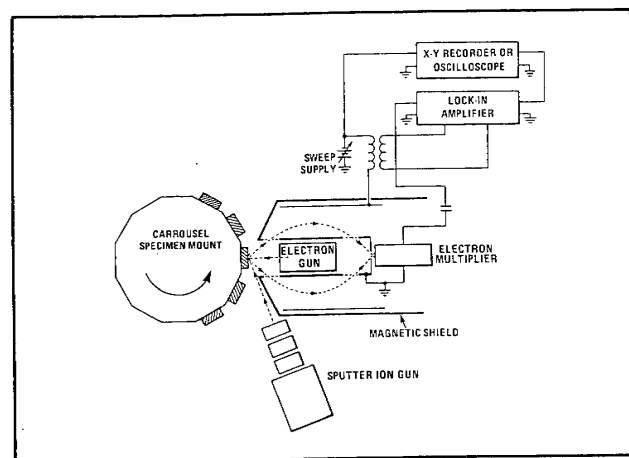 X-Y RECORDER OR
OSCILLOSCOPE
LOCK-IN
AMPLIFIER
SWEEP
SUPPLY
CARROUSEL
SPECIMEN MOUNT
ELECTRON
GUN
ELECTRON
MULTIPLIER
MAGNETIC SHIELD
SPUTTER ION GUN